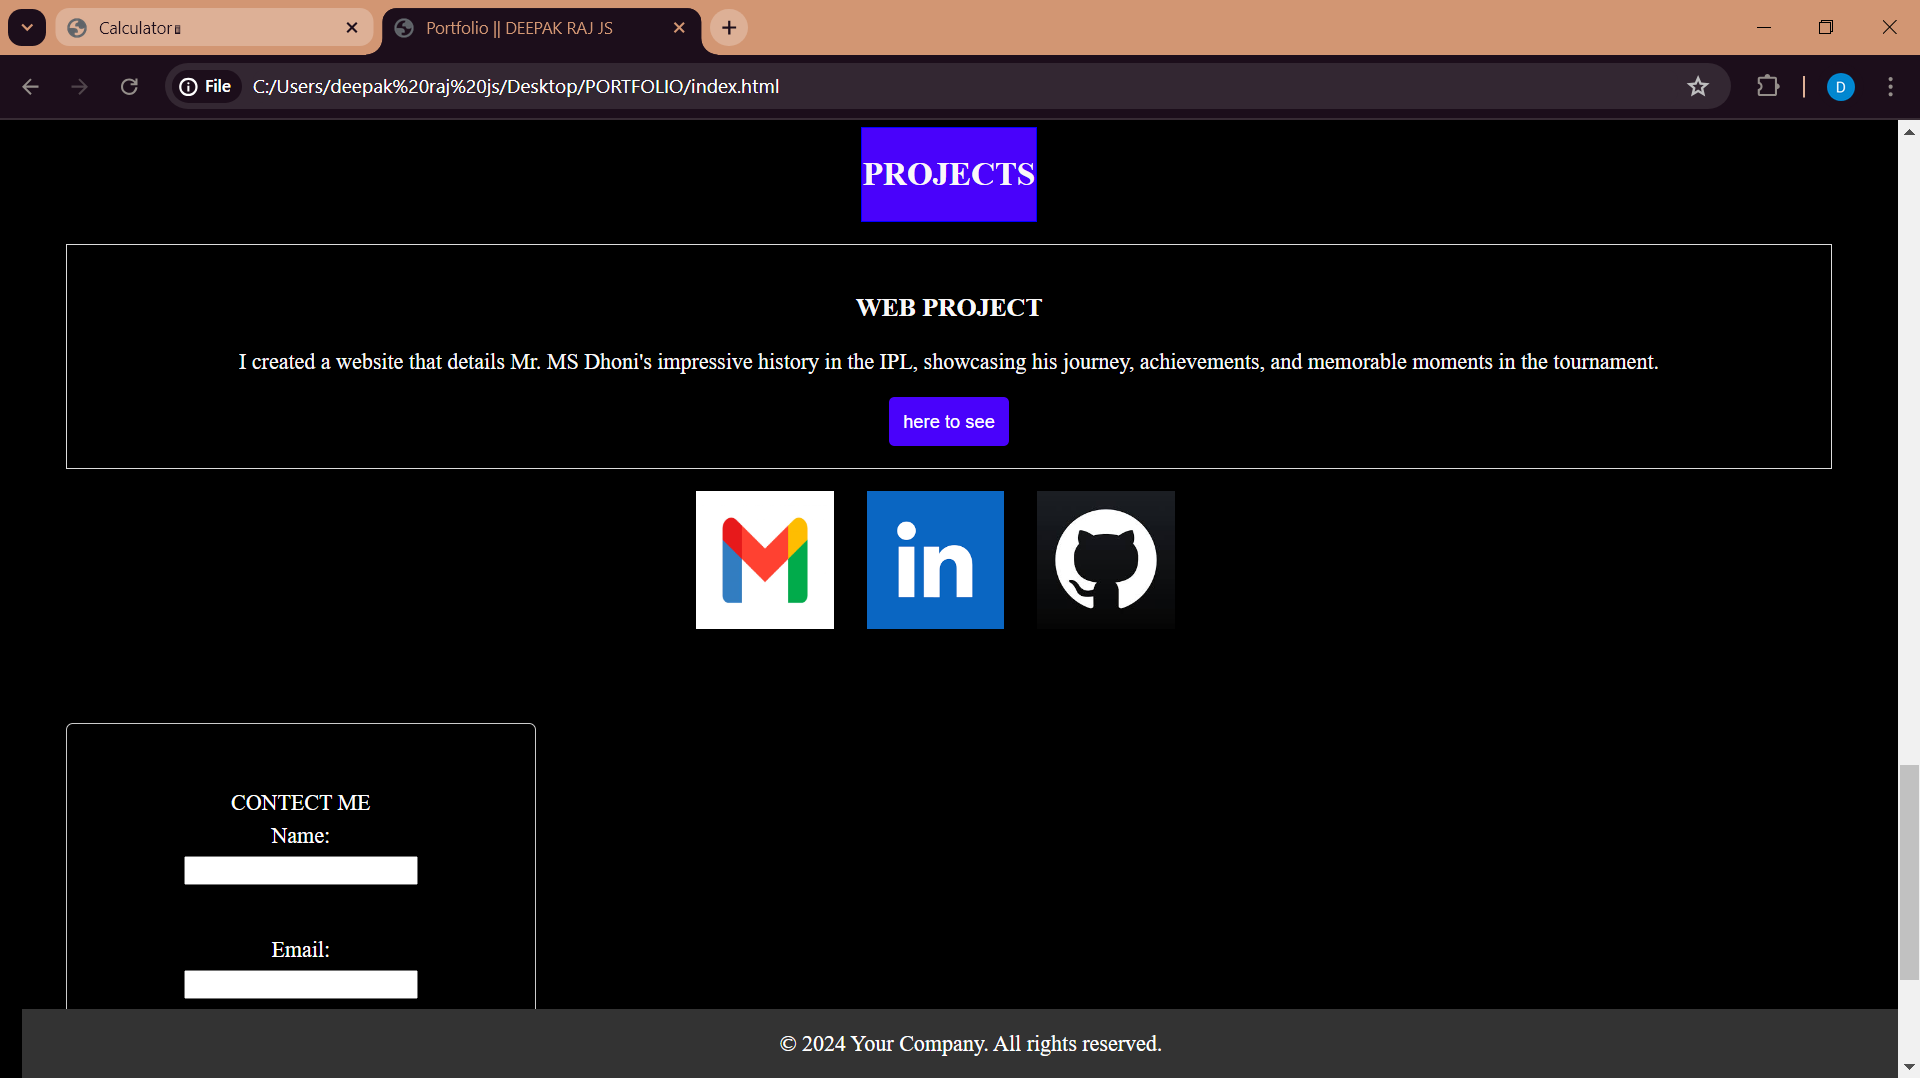 Calculator
Portfolio || DEEPAK RAJ JS
File
C:/Users/deepak%20raj%20js/Desktop/PORTFOLIO/index.html
D
PROJECTS
WEB PROJECT
I created a website that details Mr. MS Dhoni's impressive history in the IPL, showcasing his journey, achievements, and memorable moments in the tournament.
here to see
in
CONTECT ME
Name:
Email:
© 2024 Your Company. All rights reserved.